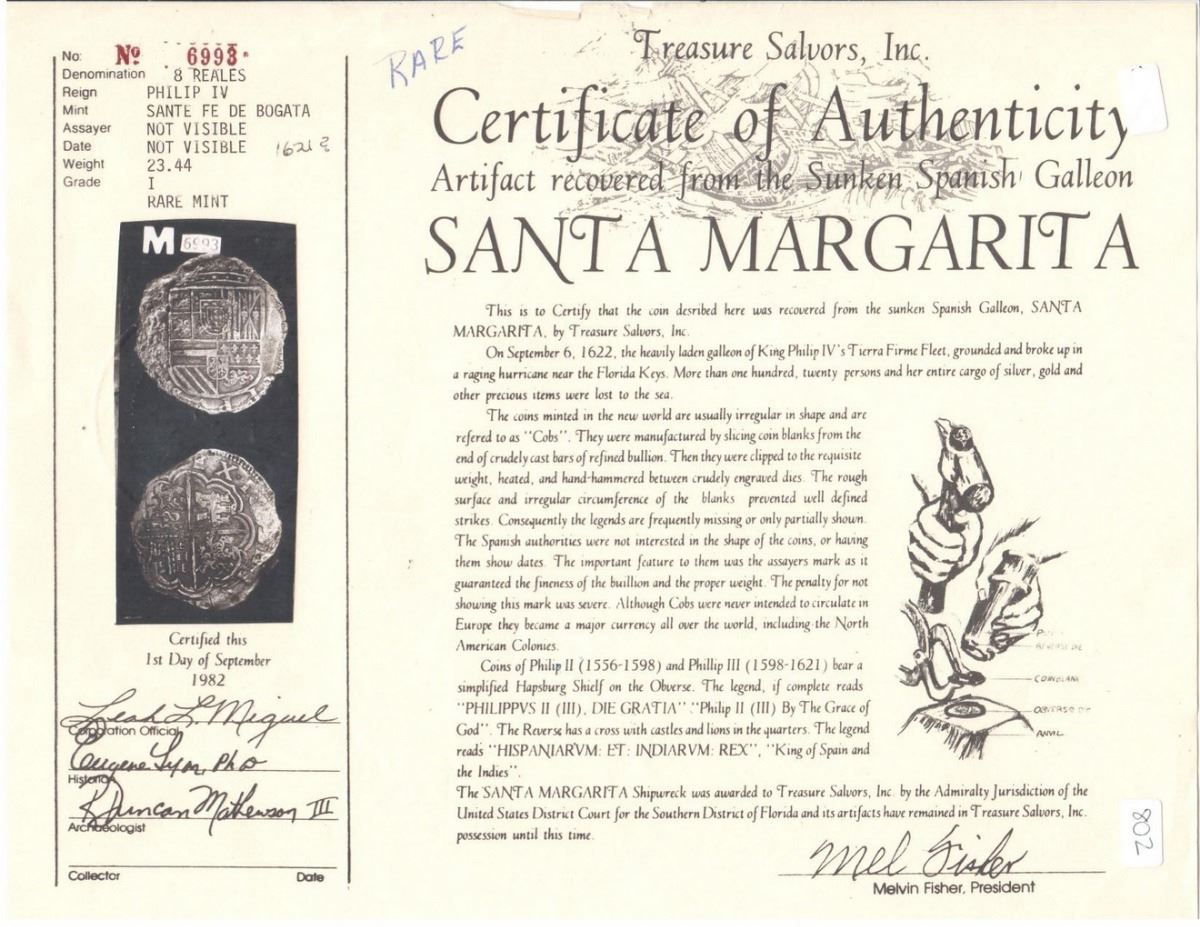 No: № 6993
Denomination 8 REALES
Reign PHILIP IV
Mint SANTE FE DE BOGATA
Assayer NOT VISIBLE
Date NOT VISIBLE
Weight 23.44
Grade I
RARE MINT
M 6993
Certified this
1st Day of September
1982
Leah L. Miguel
Corporation Official
Eugene Lyon, PhD
Historian
R Duncan Mathewson III
Archaeologist
Collector Date
RARE
Treasure Salvors, Inc.
Certificate of Authenticity
Artifact recovered from the Sunken Spanish Galleon
SANTA MARGARITA
This is to Certify that the coin desribed here was recovered from the sunken Spanish Galleon, SANTA
MARGARITA, by Treasure Salvors, Inc.
On September 6, 1622, the heavily laden galleon of King Philip IV's Tierra Firme Fleet, grounded and broke up in
a raging hurricane near the Florida Keys. More than one hundred, twenty persons and her entire cargo of silver, gold and
other precious items were lost to the sea.
The coins minted in the new world are usually irregular in shape and are
refered to as "Cobs". They were manufactured by slicing coin blanks from the
end of crudely cast bars of refined bullion. Then they were clipped to the requisite
weight, heated, and hand-hammered between crudely engraved dies. The rough
surface and irregular circumference of the blanks prevented well defined
strikes. Consequently the legends are frequently missing or only partially shown.
The Spanish authorities were not interested in the shape of the coins, or having
them show dates. The important feature to them was the assayers mark as it
guaranteed the fineness of the buillion and the proper weight. The penalty for not
showing this mark was severe. Although Cobs were never intended to circulate in
Europe they became a major currency all over the world, including the North
American Colonies.
Coins of Philip II (1556-1598) and Phillip III (1598-1621) bear a
simplified Hapsburg Shielf on the Obverse. The legend, if complete reads
"PHILIPPVS II (III), DIE GRATIA" "Philip II (III) By The Grace of
God". The Reverse has a cross with castles and lions in the quarters. The legend
reads "HISPANIARVM: ET: INDIARVM: REX", "King of Spain and
the Indies".
The SANTA MARGARITA Shipwreck was awarded to Treasure Salvors, Inc. by the Admiralty Jurisdiction of the
United States District Court for the Southern District of Florida and its artifacts have remained in Treasure Salvors, Inc.
possession until this time.
REVERSE DIE
COIN BLANK
OBVERSE DIE
ANVIL
Mel Fisher
Melvin Fisher, President
802